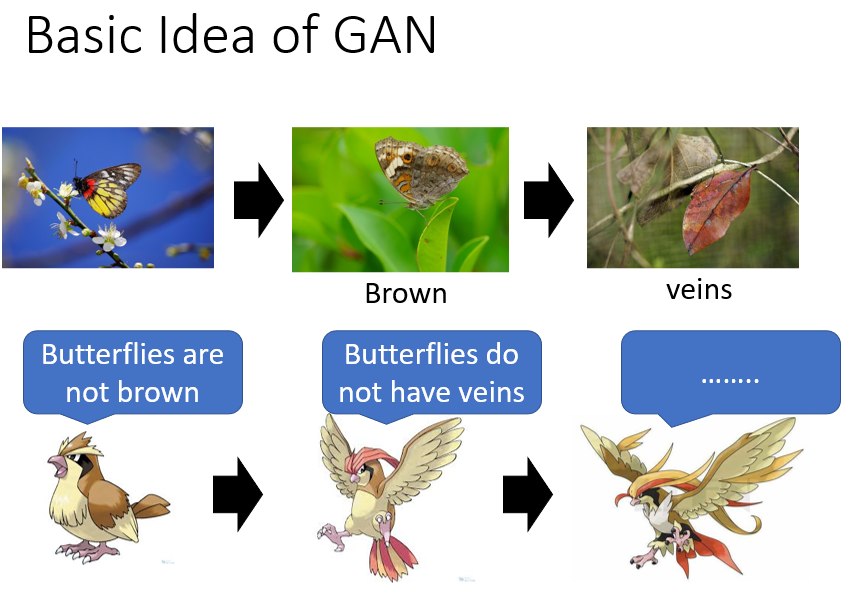 Basic Idea of GAN
Brown
veins
Butterflies are
not brown
Butterflies do
not have veins
........